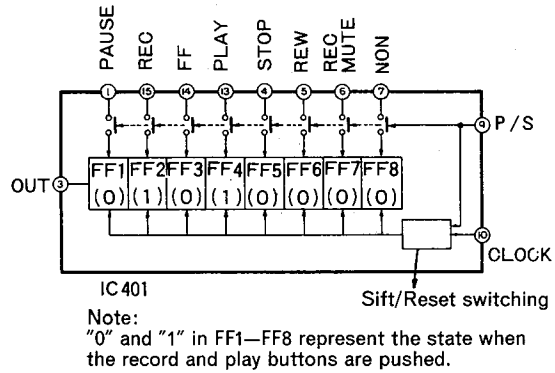 PAUSE
REC
FF
PLAY
STOP
REW
REC
MUTE
NON
1 15 14 13 4 5 6 7
9 P/S
OUT 3
FF1 FF2 FF3 FF4 FF5 FF6 FF7 FF8
(0) (1) (0) (1) (0) (0) (0) (0)
10
CLOCK
IC401
Sift/Reset switching
Note:
"0" and "1" in FF1—FF8 represent the state when
the record and play buttons are pushed.